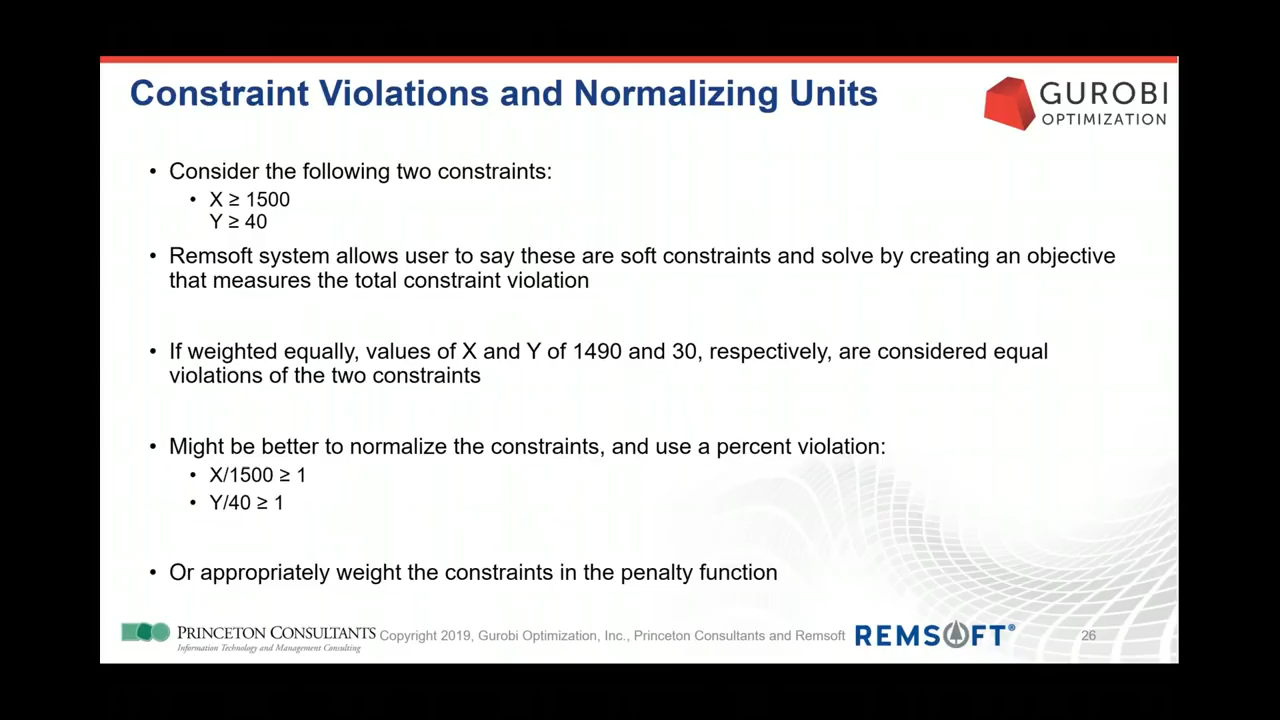 Constraint Violations and Normalizing Units
GUROBI
OPTIMIZATION
• Consider the following two constraints:
• X ≥ 1500
Y ≥ 40
• Remsoft system allows user to say these are soft constraints and solve by creating an objective
that measures the total constraint violation
• If weighted equally, values of X and Y of 1490 and 30, respectively, are considered equal
violations of the two constraints
• Might be better to normalize the constraints, and use a percent violation:
• X/1500 ≥ 1
• Y/40 ≥ 1
• Or appropriately weight the constraints in the penalty function
PRINCETON CONSULTANTS
Information Technology and Management Consulting
Copyright 2019, Gurobi Optimization, Inc., Princeton Consultants and Remsoft
REMSOFT®
26